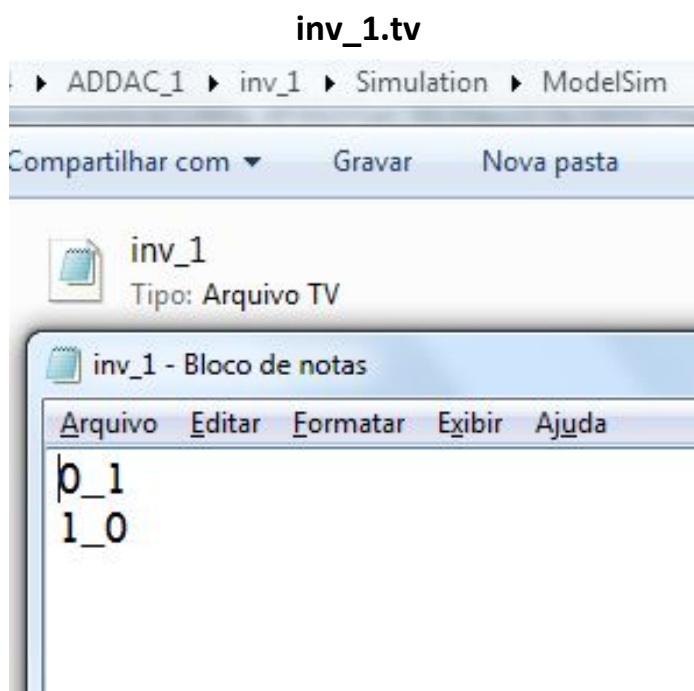 inv_1.tv
ADDAC_1 ▸ inv_1 ▸ Simulation ▸ ModelSim
Compartilhar com ▾ Gravar Nova pasta
inv_1
Tipo: Arquivo TV
inv_1 - Bloco de notas
Arquivo Editar Formatar Exibir Ajuda
0_1
1_0